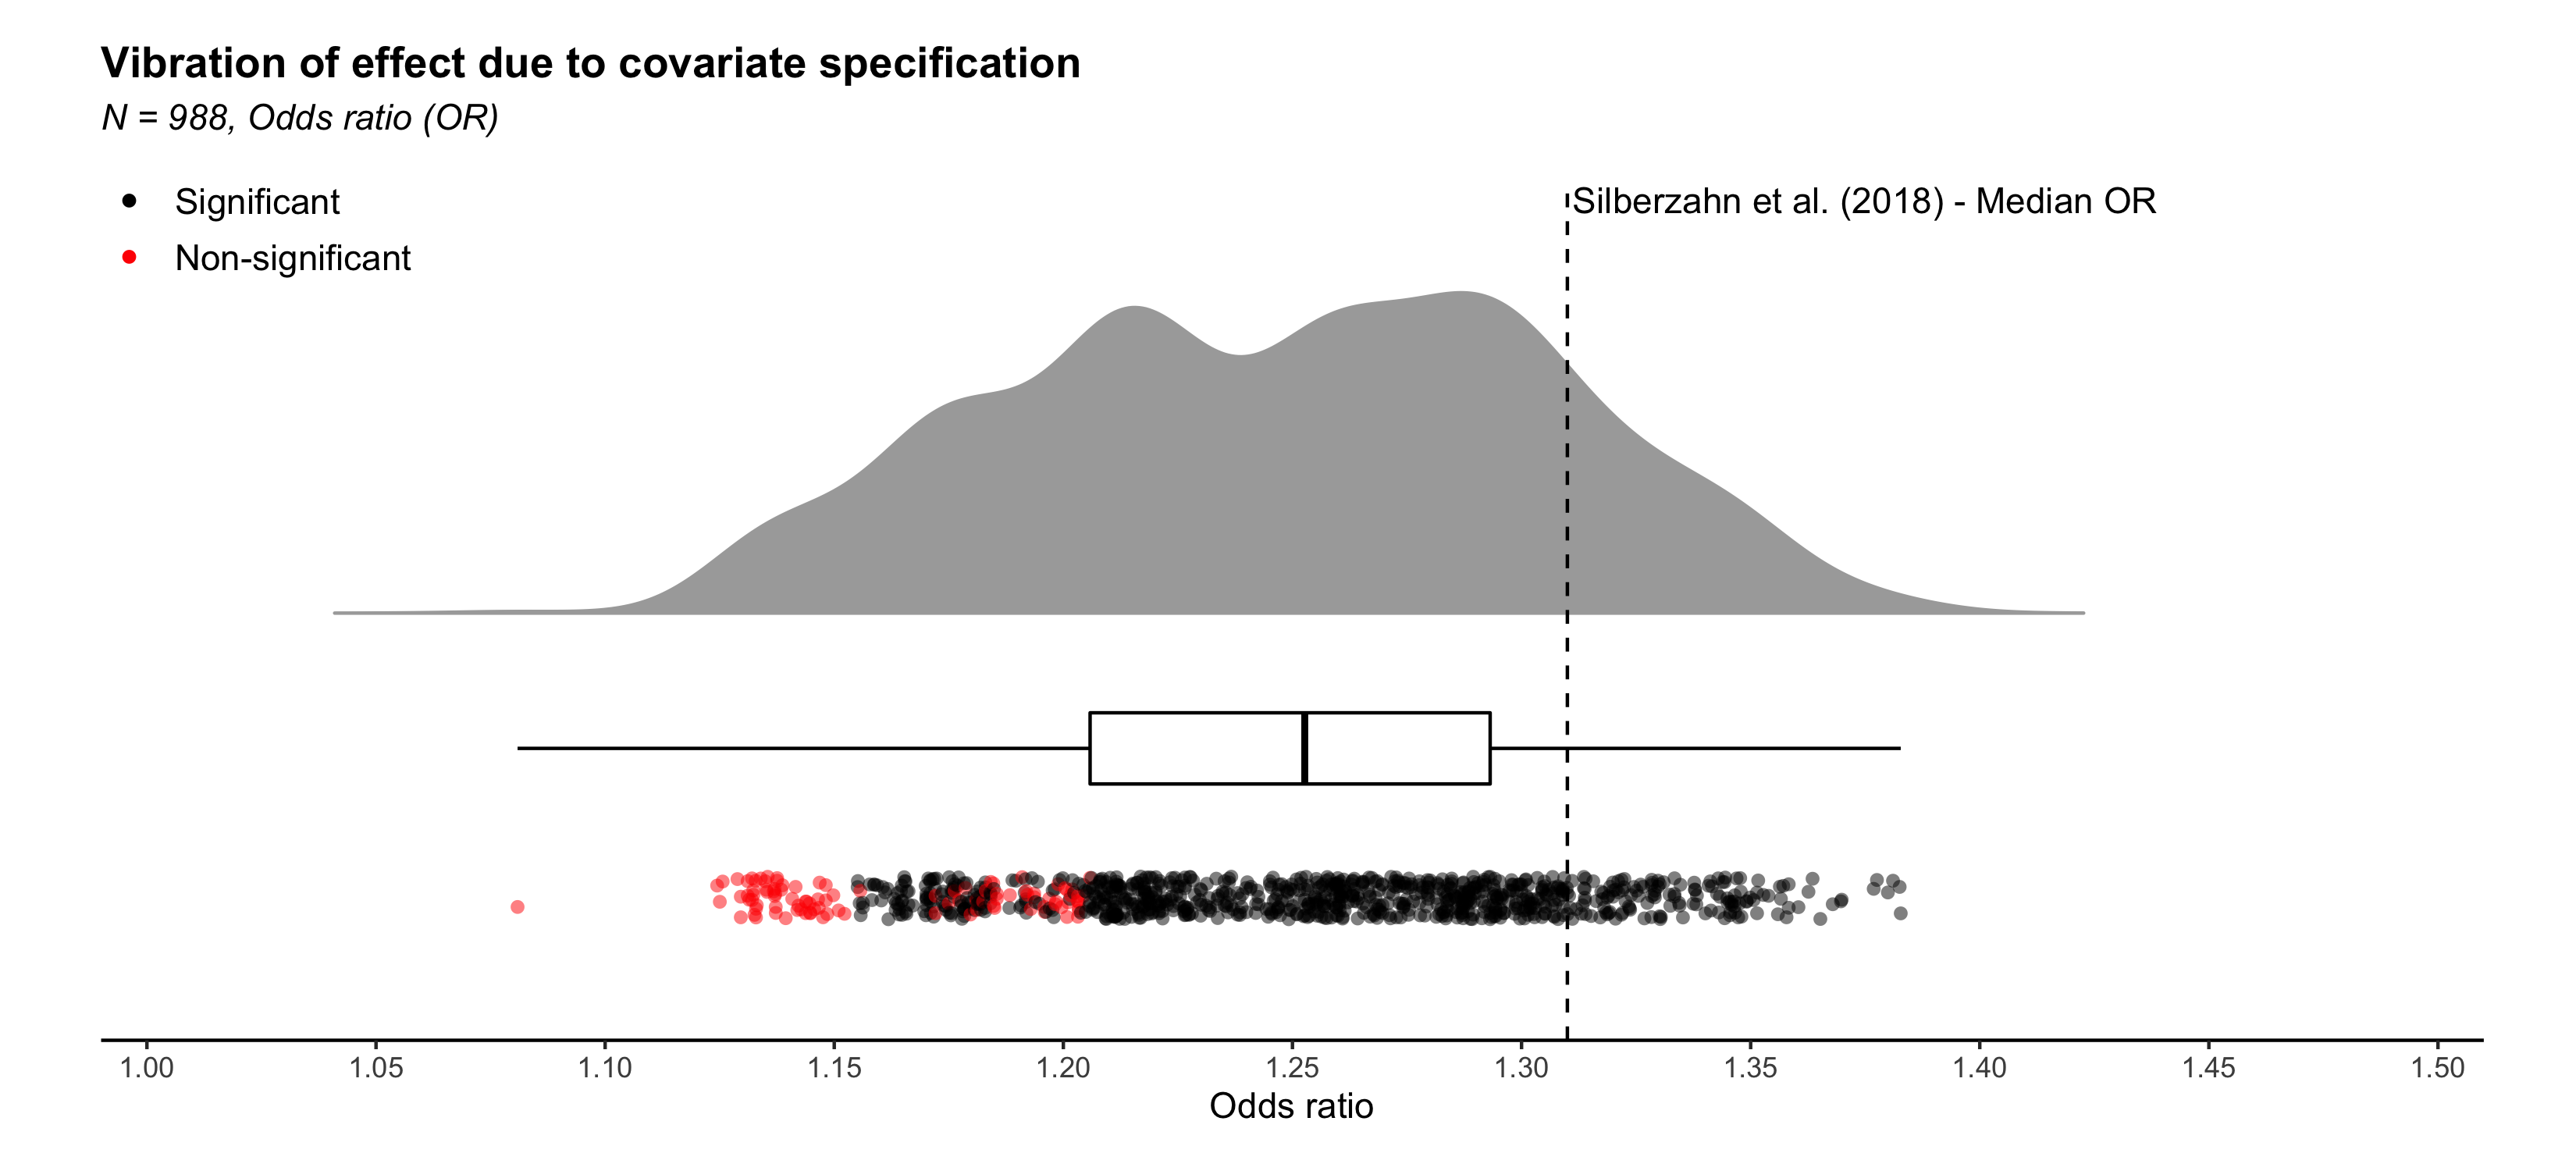 Vibration of effect due to covariate specification
N = 988, Odds ratio (OR)
Significant
Non-significant
Silberzahn et al. (2018) - Median OR
1.00 1.05 1.10 1.15 1.20 1.25 1.30 1.35 1.40 1.45 1.50
Odds ratio